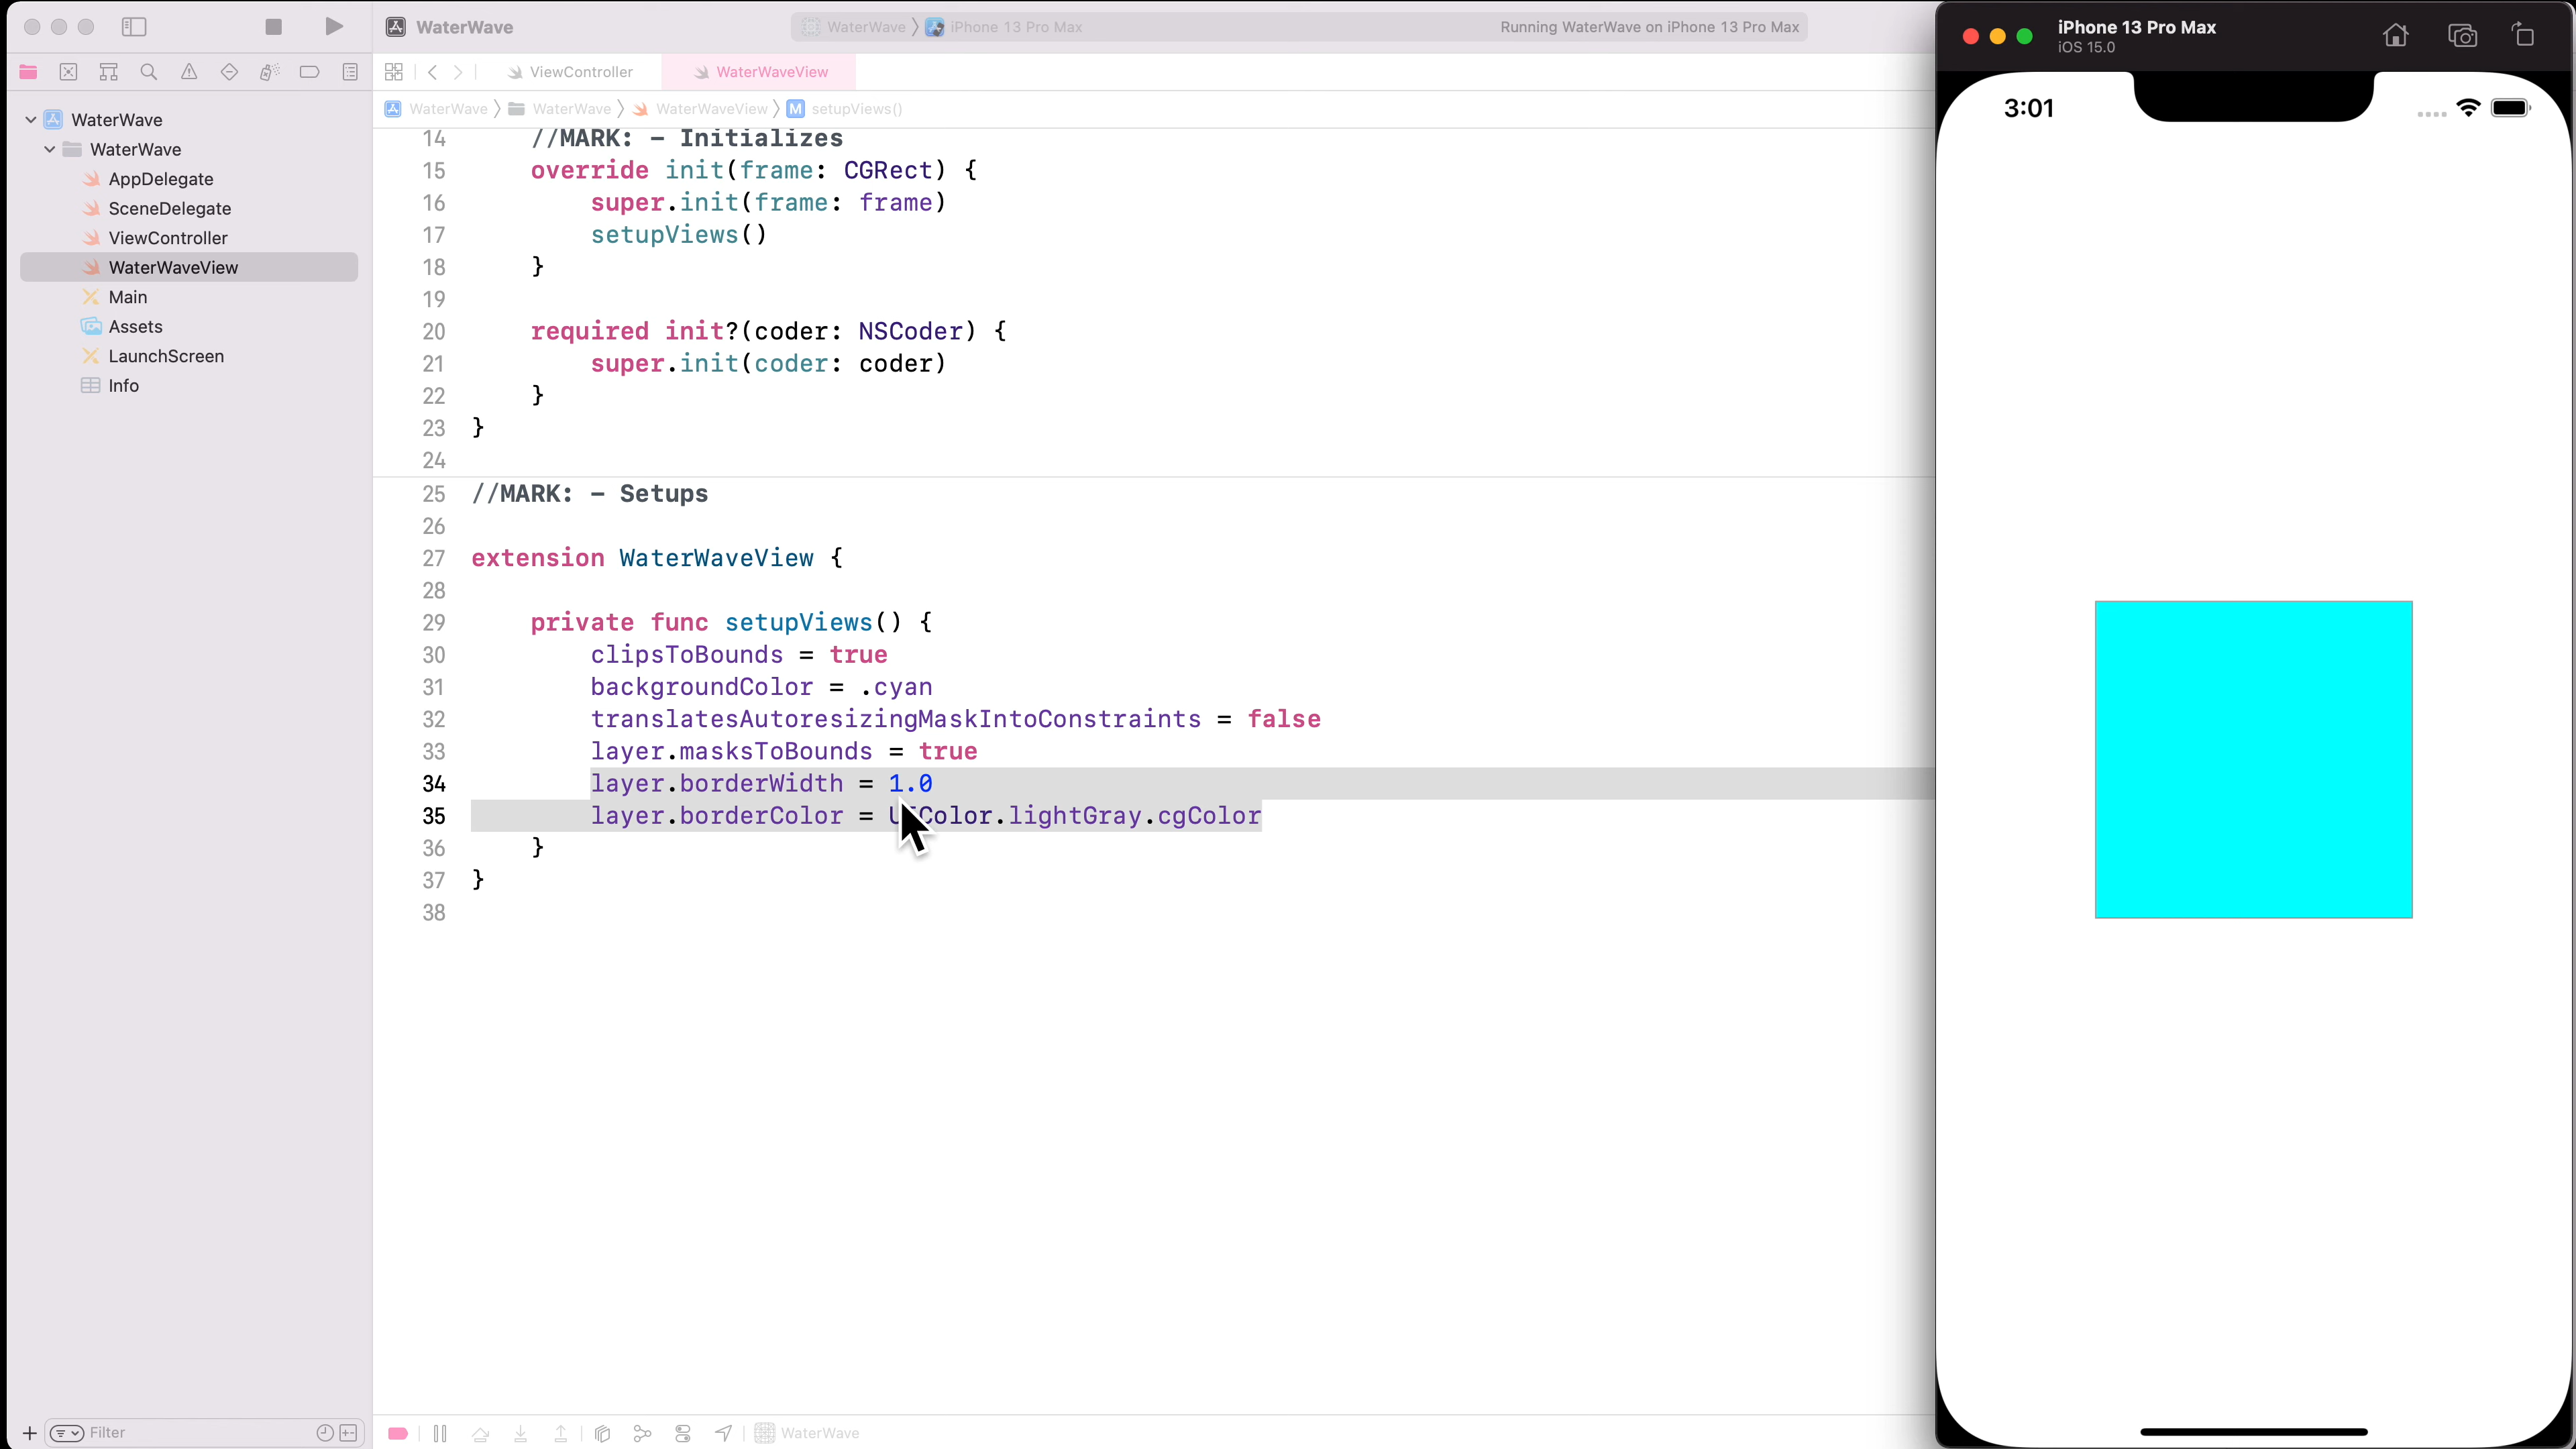 WaterWave
WaterWave
iPhone 13 Pro Max
Running WaterWave on iPhone 13 Pro Max
iPhone 13 Pro Max
iOS 15.0
ViewController
WaterWaveView
WaterWave
WaterWave
WaterWaveView
M
setupViews()
3:01
WaterWave
WaterWave
AppDelegate
SceneDelegate
ViewController
WaterWaveView
Main
Assets
LaunchScreen
Info
14 //MARK: - Initializes
15 override init(frame: CGRect) {
16 super.init(frame: frame)
17 setupViews()
18 }
19
20 required init?(coder: NSCoder) {
21 super.init(coder: coder)
22 }
23 }
24
25 //MARK: - Setups
26
27 extension WaterWaveView {
28
29 private func setupViews() {
30 clipsToBounds = true
31 backgroundColor = .cyan
32 translatesAutoresizingMaskIntoConstraints = false
33 layer.masksToBounds = true
34 layer.borderWidth = 1.0
35 layer.borderColor = UIColor.lightGray.cgColor
36 }
37 }
38
Filter
WaterWave